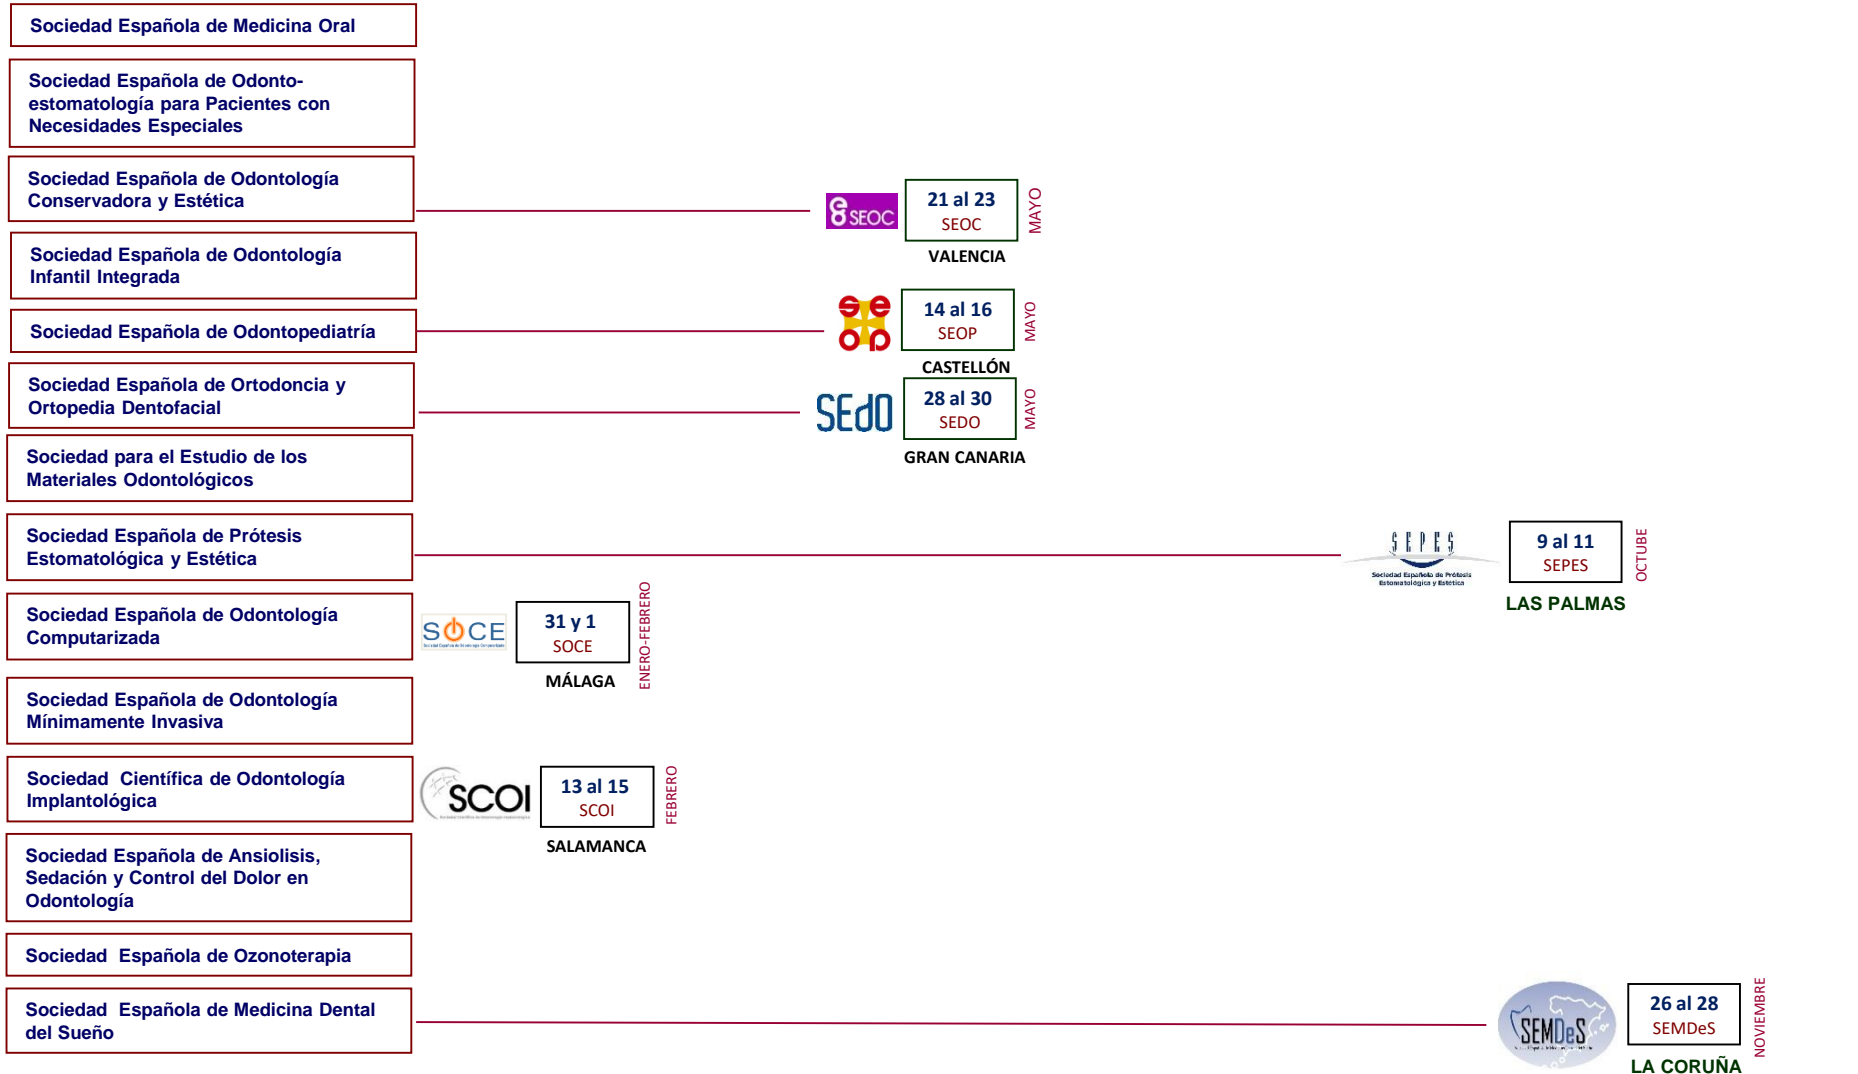 Sociedad Española de Medicina Oral
Sociedad Española de Odonto-
estomatología para Pacientes con
Necesidades Especiales
Sociedad Española de Odontología
Conservadora y Estética
SEOC
21 al 23
SEOC
MAYO
VALENCIA
Sociedad Española de Odontología
Infantil Integrada
Sociedad Española de Odontopediatría
se
op
14 al 16
SEOP
MAYO
CASTELLÓN
Sociedad Española de Ortodoncia y
Ortopedia Dentofacial
SEdO
28 al 30
SEDO
MAYO
GRAN CANARIA
Sociedad para el Estudio de los
Materiales Odontológicos
Sociedad Española de Prótesis
Estomatológica y Estética
SEPES
Sociedad Española de Prótesis
Estomatológica y Estética
9 al 11
SEPES
OCTUBE
LAS PALMAS
Sociedad Española de Odontología
Computarizada
SOCE
31 y 1
SOCE
ENERO-FEBRERO
MÁLAGA
Sociedad Española de Odontología
Mínimamente Invasiva
Sociedad  Científica de Odontología
Implantológica
SCOI
13 al 15
SCOI
FEBRERO
SALAMANCA
Sociedad Española de Ansiolisis,
Sedación y Control del Dolor en
Odontología
Sociedad  Española de Ozonoterapia
Sociedad  Española de Medicina Dental
del Sueño
SEMDeS
26 al 28
SEMDeS
NOVIEMBRE
LA CORUÑA